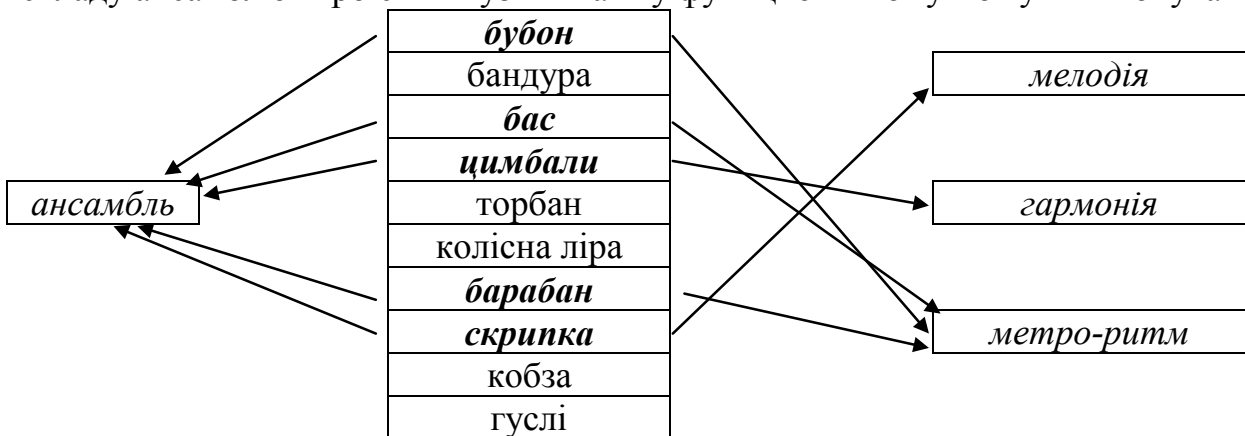 бубон
бандура
мелодія
бас
цимбали
ансамбль
торбан
гармонія
колісна ліра
барабан
скрипка
метро-ритм
кобза
гуслі